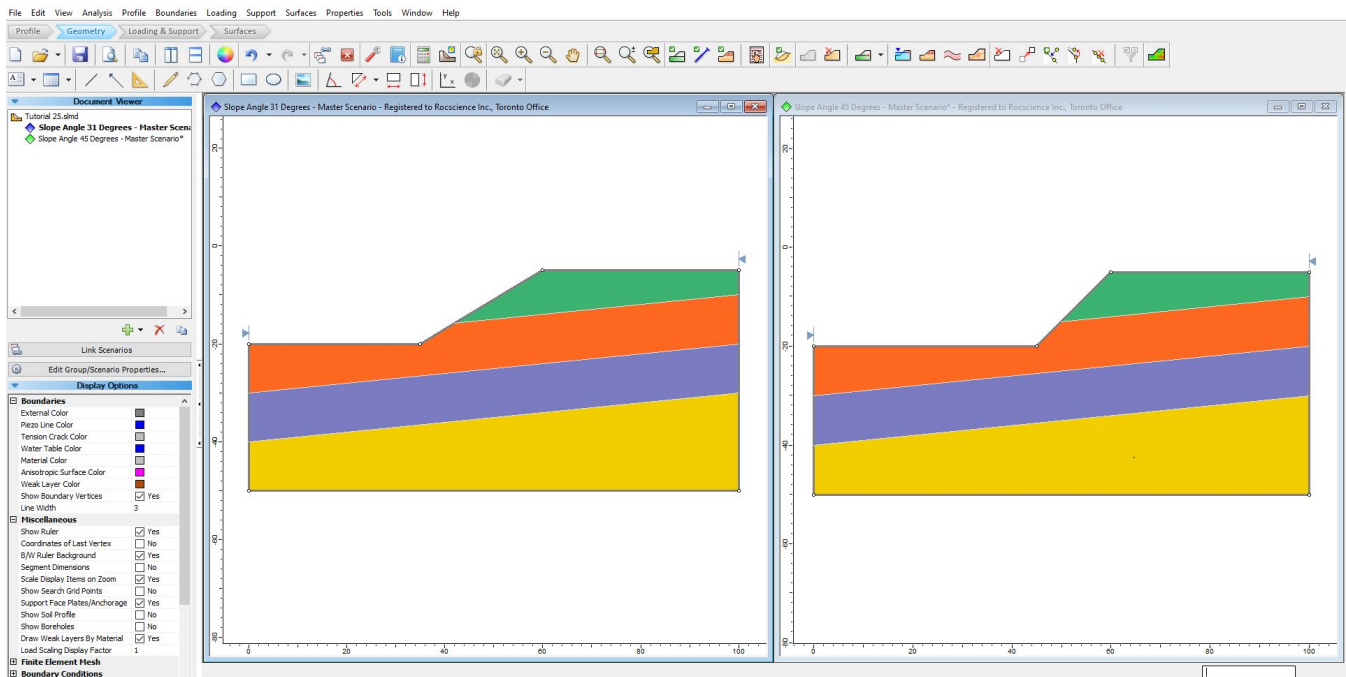 File Edit View Analysis Profile Boundaries Loading Support Surfaces Properties Tools Window Help
Profile Geometry Loading & Support Surfaces
Document Viewer
Tutorial 25.slmd
Slope Angle 31 Degrees - Master Scena
Slope Angle 45 Degrees - Master Scenario*
Link Scenarios
Edit Group/Scenario Properties...
Display Options
Boundaries
External Color
Piezo Line Color
Tension Crack Color
Water Table Color
Material Color
Anisotropic Surface Color
Weak Layer Color
Show Boundary Vertices Yes
Line Width 3
Miscellaneous
Show Ruler Yes
Coordinates of Last Vertex No
B/W Ruler Background Yes
Segment Dimensions No
Scale Display Items on Zoom Yes
Show Search Grid Points No
Support Face Plates/Anchorage Yes
Show Soil Profile No
Show Boreholes No
Draw Weak Layers By Material Yes
Load Scaling Display Factor 1
Finite Element Mesh
Boundary Conditions
Slope Angle 31 Degrees - Master Scenario - Registered to Rocscience Inc., Toronto Office
20
0
-20
-40
-60
-80
0 20 40 60 80 100
Slope Angle 45 Degrees - Master Scenario* - Registered to Rocscience Inc., Toronto Office
20
0
-20
-40
-60
-80
0 20 40 60 80 100